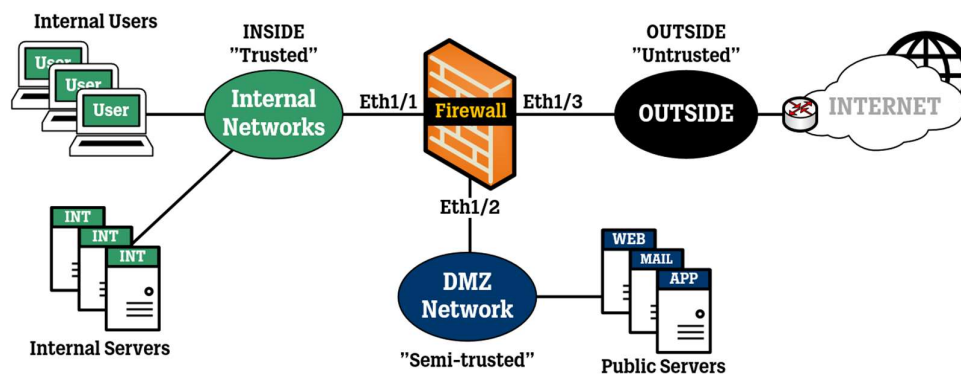 Internal Users
User
User
User
INSIDE
"Trusted"
Internal
Networks
Eth1/1
Firewall
Eth1/3
OUTSIDE
"Untrusted"
OUTSIDE
INTERNET
Eth1/2
INT
INT
INT
Internal Servers
DMZ
Network
"Semi-trusted"
WEB
MAIL
APP
Public Servers